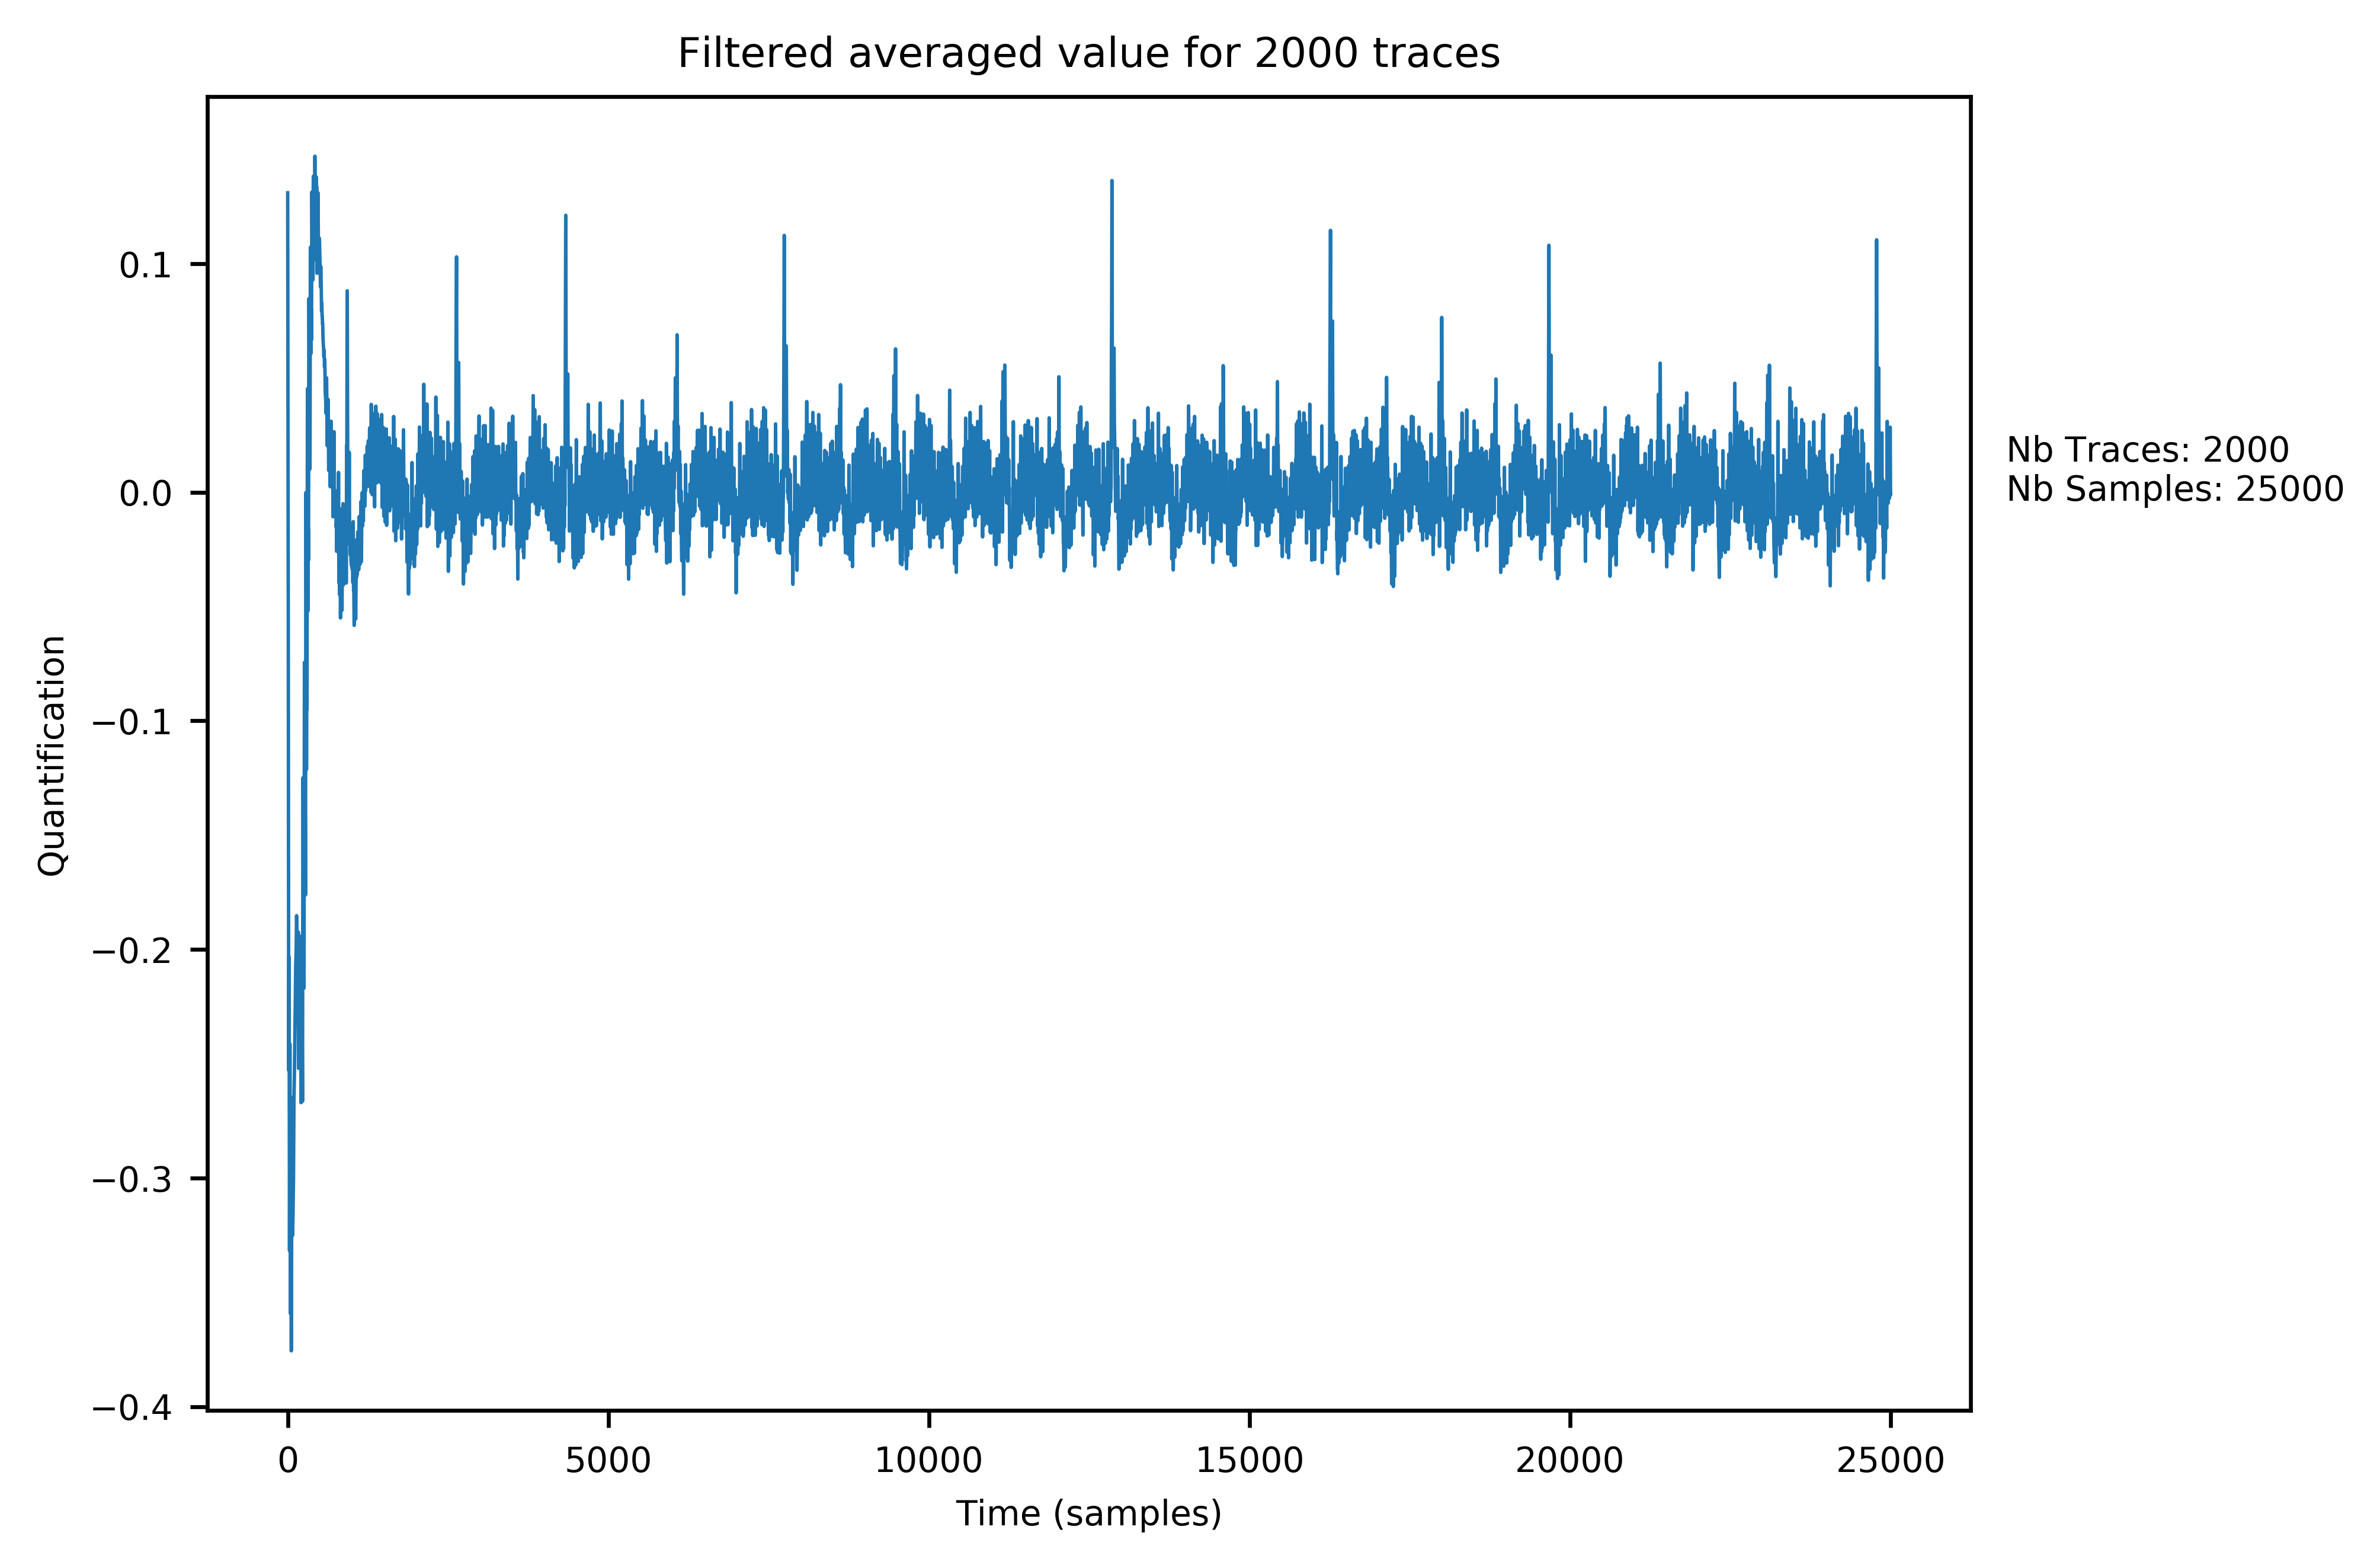 Filtered averaged value for 2000 traces
0.1
0.0
−0.1
−0.2
−0.3
−0.4
Quantification
0
5000
10000
15000
20000
25000
Time (samples)
Nb Traces: 2000
Nb Samples: 25000